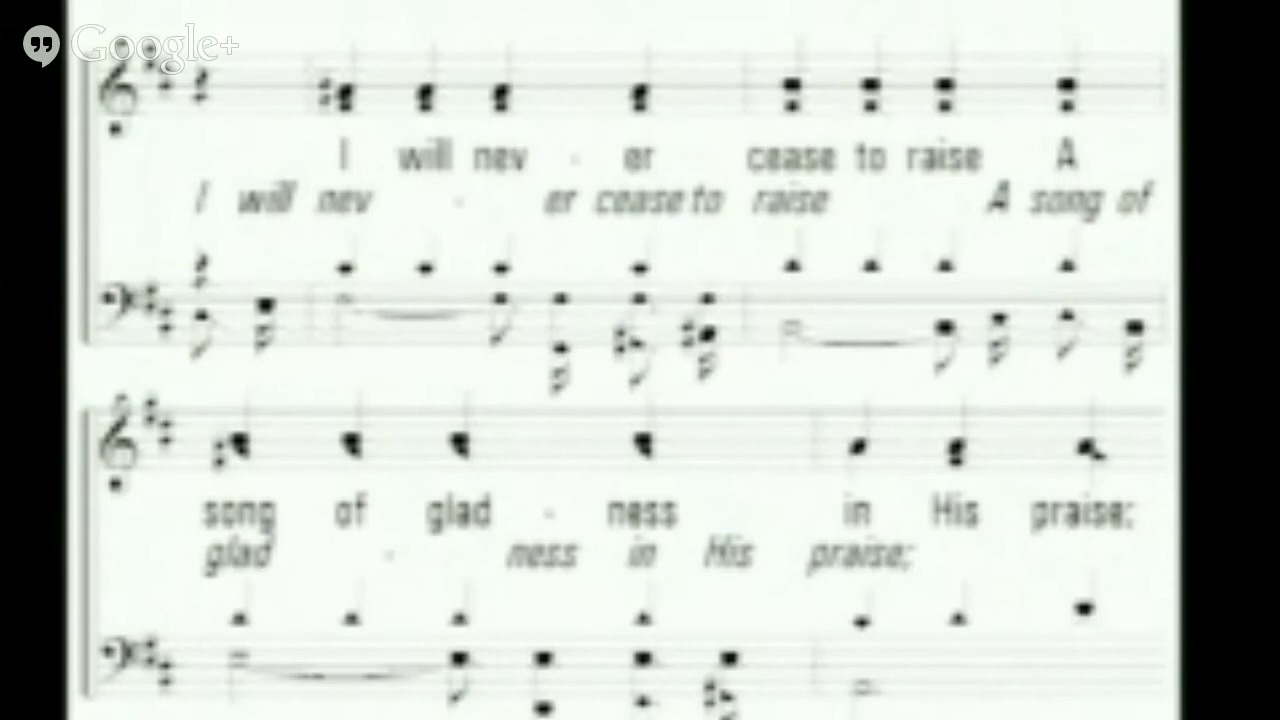 Google+
I will nev - er cease to raise A
I will nev - er cease to raise A song of
song of glad - ness in His praise;
glad - ness in His praise;